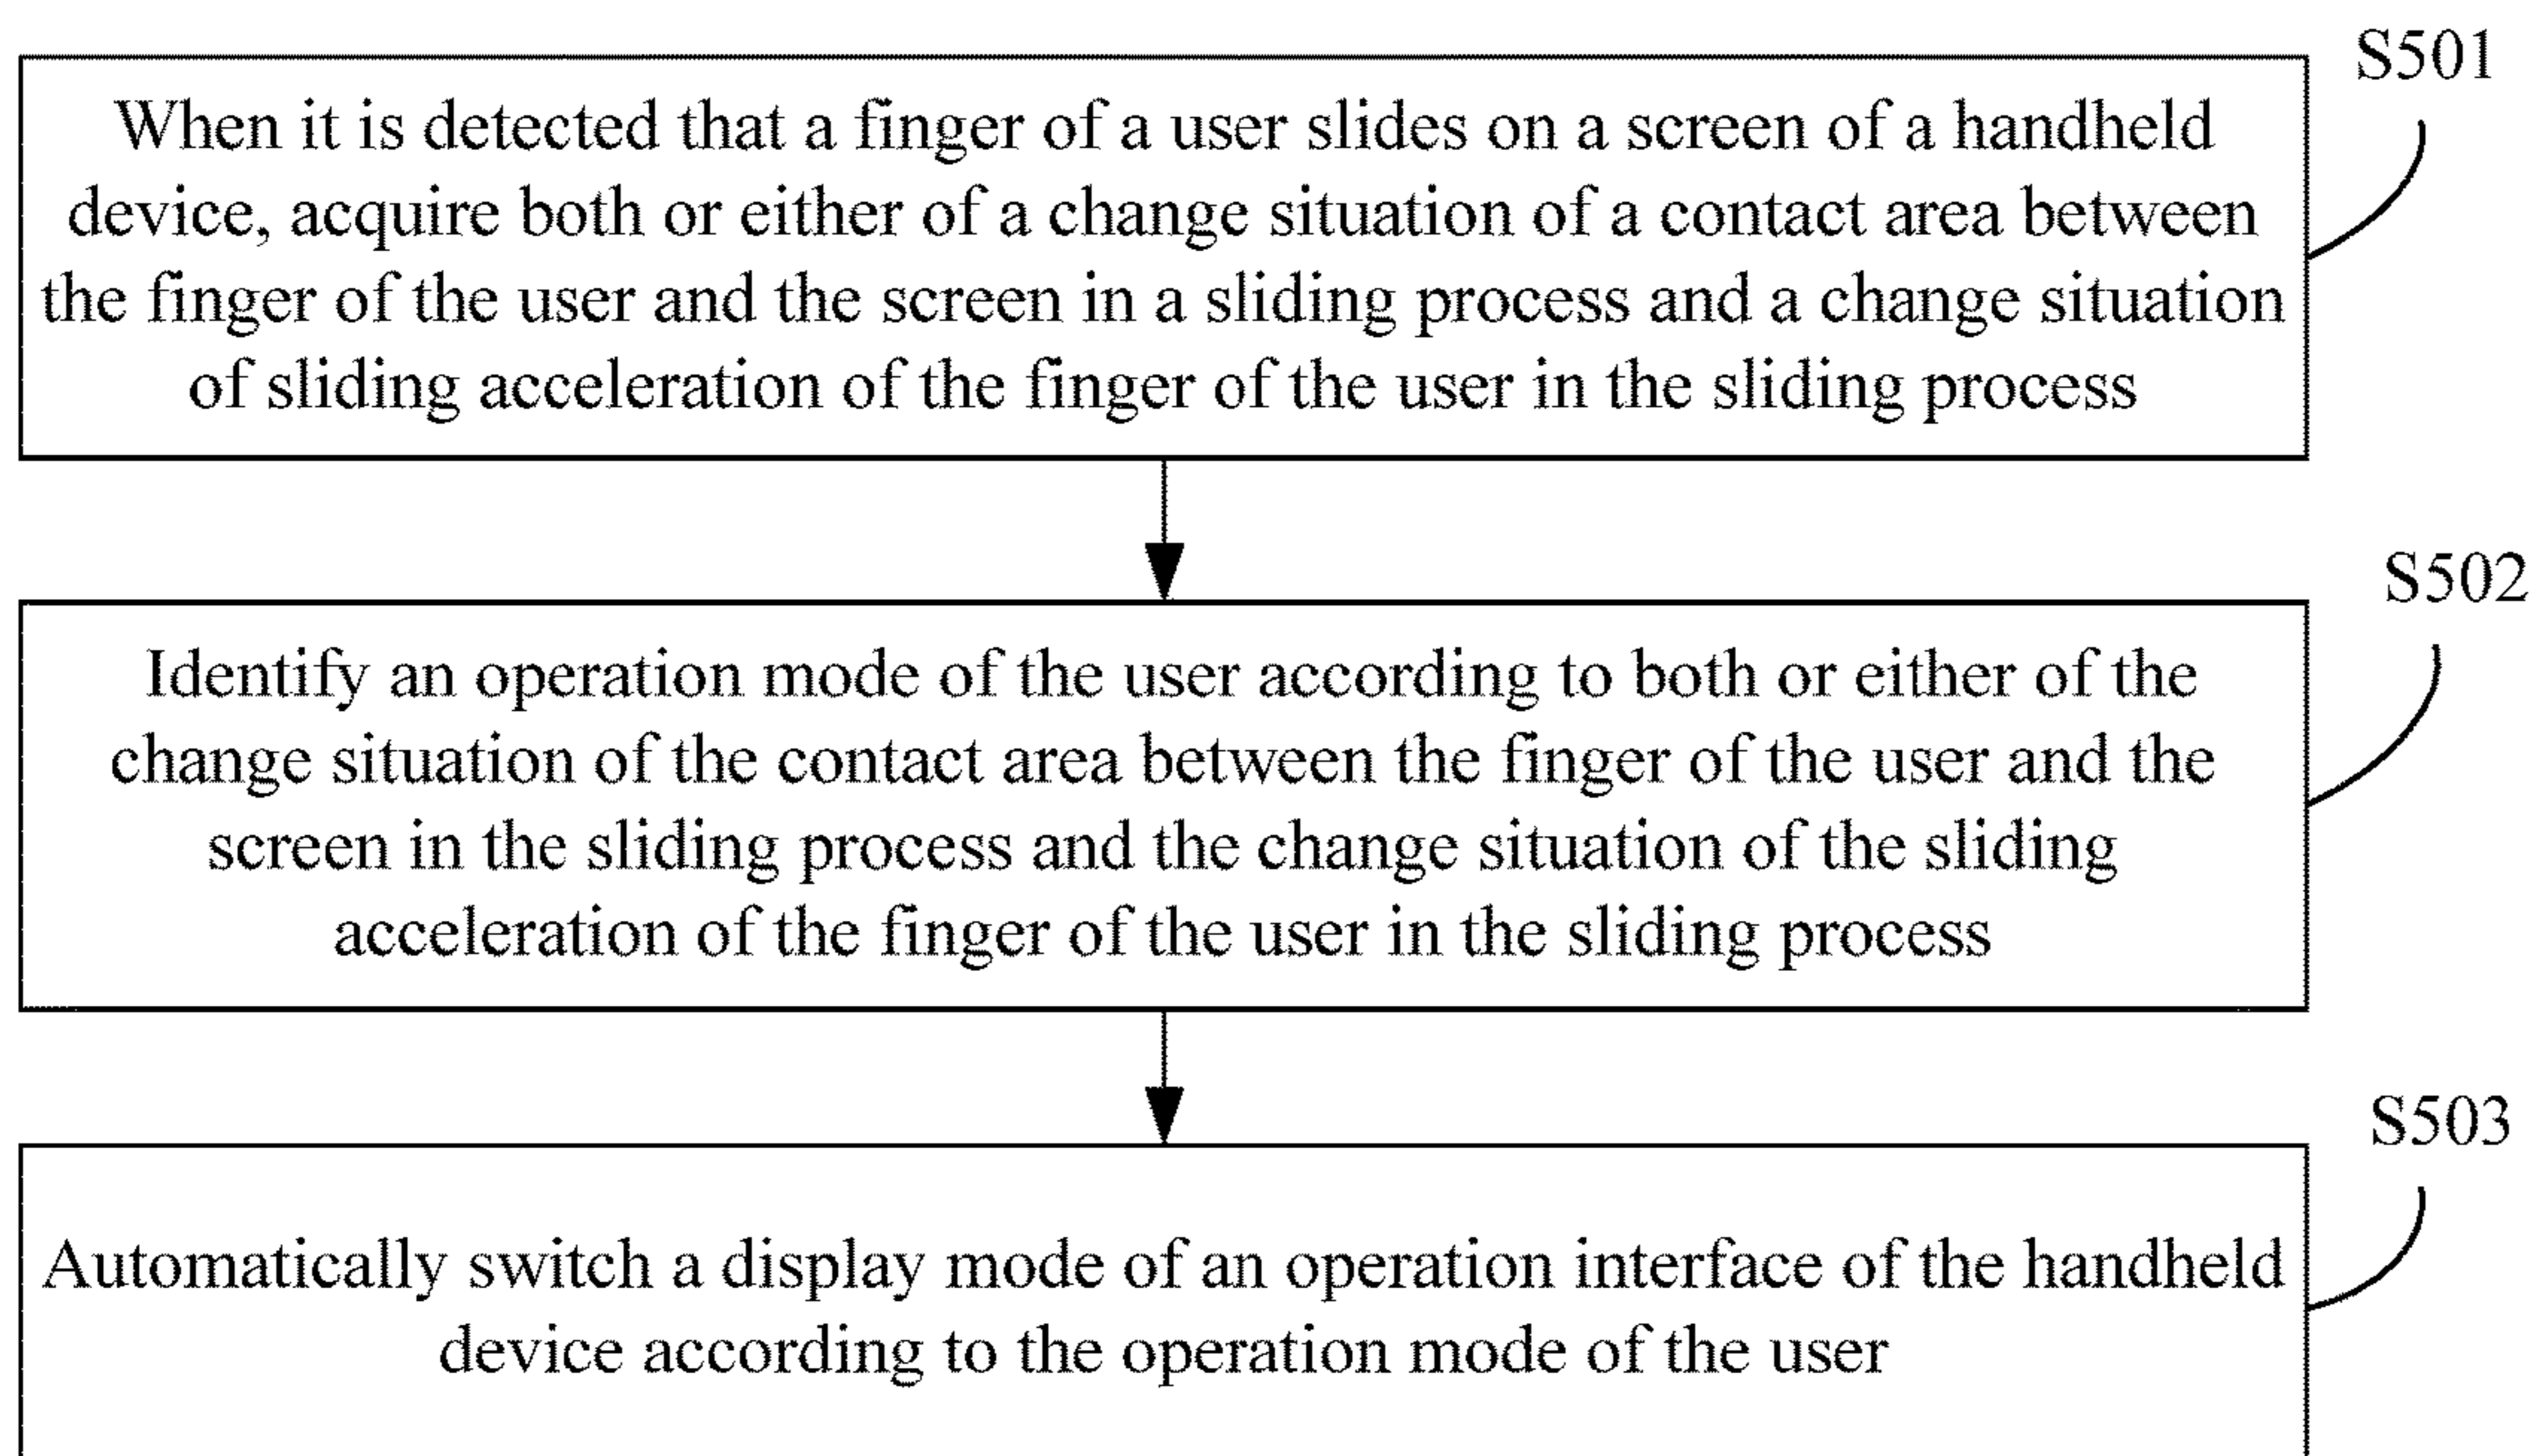 S501
When it is detected that a finger of a user slides on a screen of a handheld
device, acquire both or either of a change situation of a contact area between
the finger of the user and the screen in a sliding process and a change situation
of sliding acceleration of the finger of the user in the sliding process
S502
Identify an operation mode of the user according to both or either of the
change situation of the contact area between the finger of the user and the
screen in the sliding process and the change situation of the sliding
acceleration of the finger of the user in the sliding process
S503
Automatically switch a display mode of an operation interface of the handheld
device according to the operation mode of the user